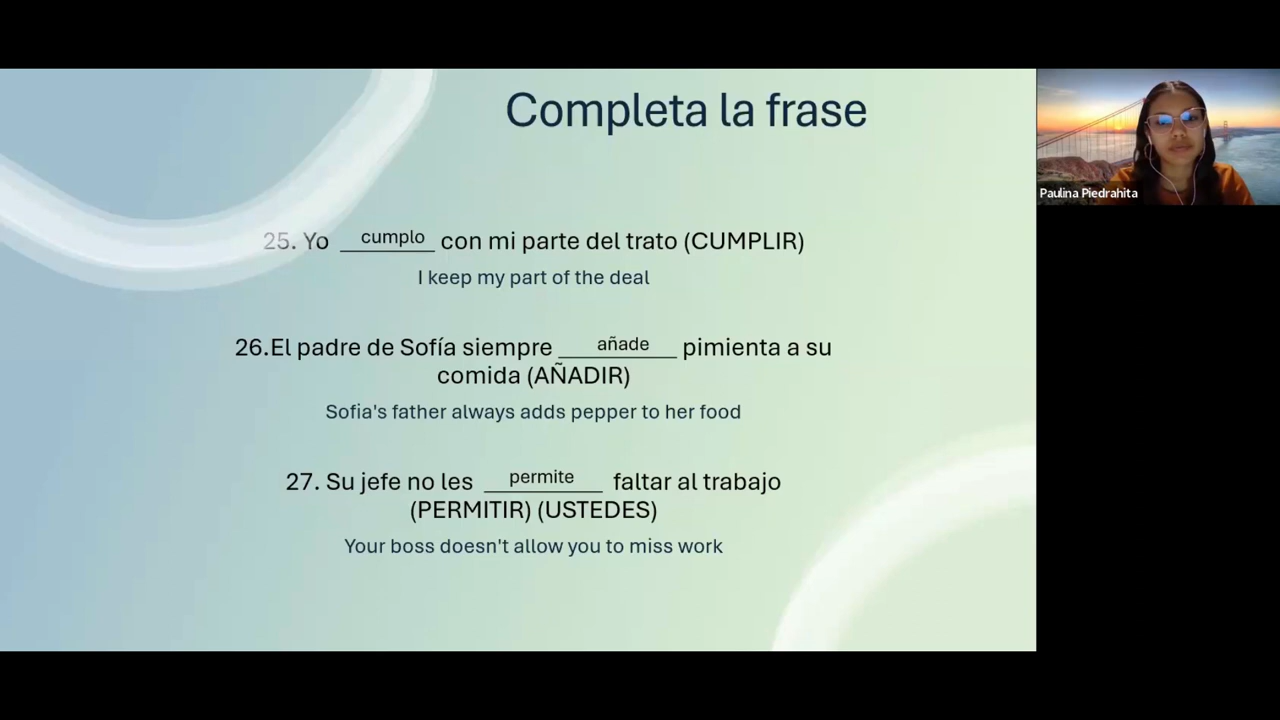 Completa la frase
25. Yo cumplo con mi parte del trato (CUMPLIR)
I keep my part of the deal
26.El padre de Sofía siempre añade pimienta a su
comida (AÑADIR)
Sofia's father always adds pepper to her food
27. Su jefe no les permite faltar al trabajo
(PERMITIR) (USTEDES)
Your boss doesn't allow you to miss work
Paulina Piedrahita